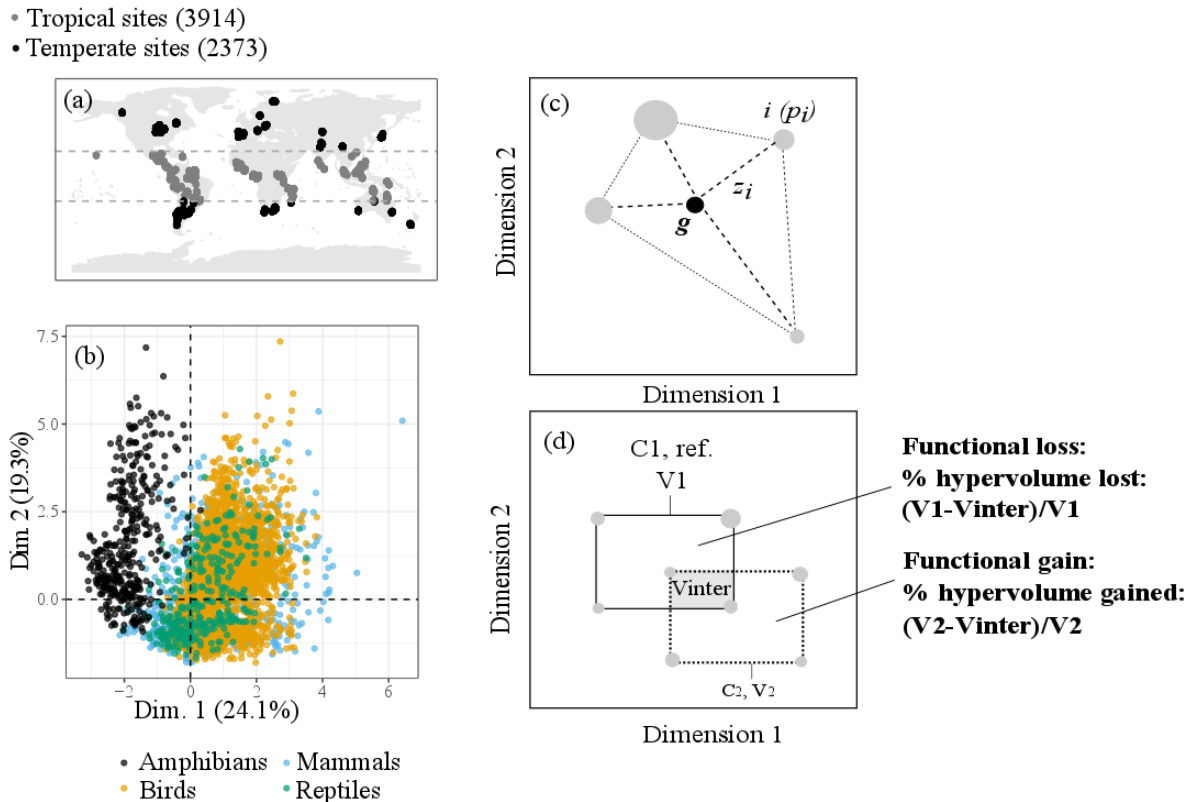 • Tropical sites (3914)
• Temperate sites (2373)
(a)
(b)
7.5
5.0
2.5
0.0
−2
0
2
4
6
Dim. 2 (19.3%)
Dim. 1 (24.1%)
• Amphibians • Mammals
• Birds • Reptiles
(c)
i (pi)
zi
g
Dimension 2
Dimension 1
(d)
C1, ref.
V1
Vinter
C2, V2
Dimension 2
Dimension 1
Functional loss:
% hypervolume lost:
(V1-Vinter)/V1
Functional gain:
% hypervolume gained:
(V2-Vinter)/V2